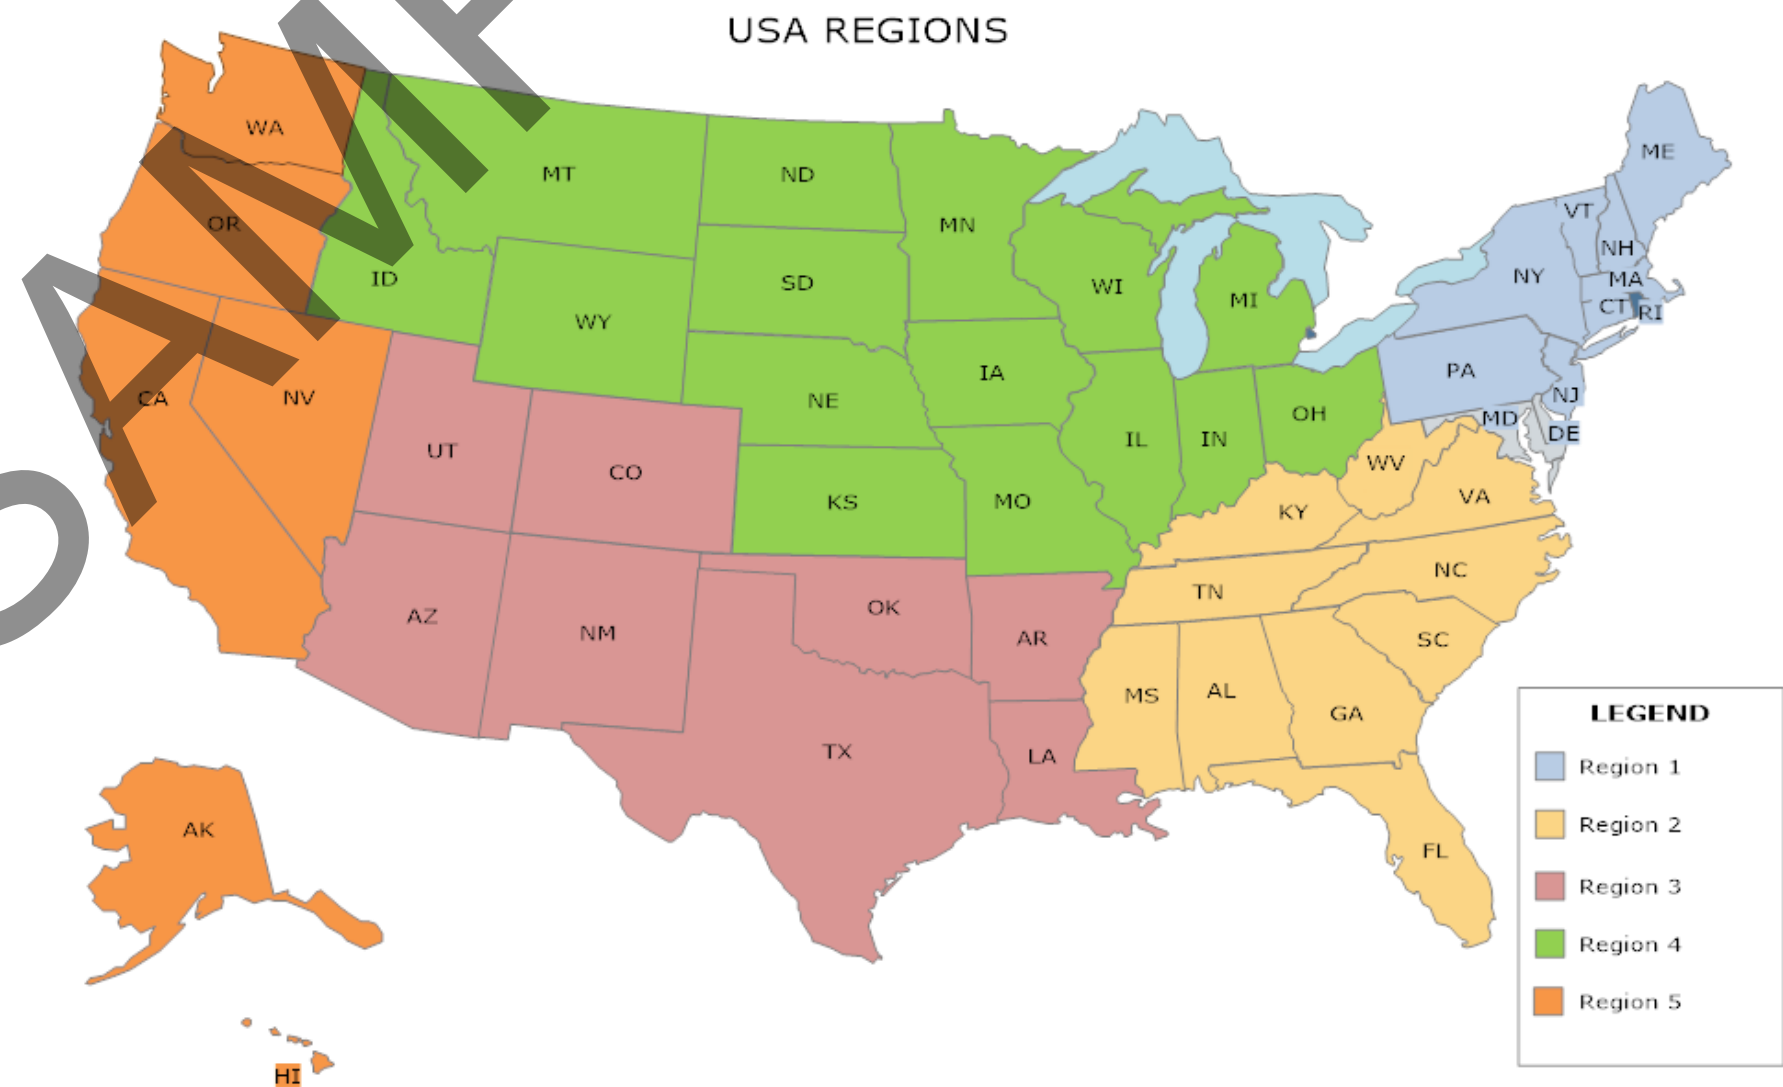 USA REGIONS
WA
OR
CA
NV
ID
MT
WY
UT
CO
AZ
NM
ND
SD
NE
KS
OK
TX
MN
IA
MO
AR
LA
WI
IL
MI
IN
OH
KY
TN
MS
AL
GA
FL
SC
NC
VA
WV
PA
NY
VT
NH
ME
MA
CT
RI
NJ
MD
DE
AK
HI
LEGEND
Region 1
Region 2
Region 3
Region 4
Region 5